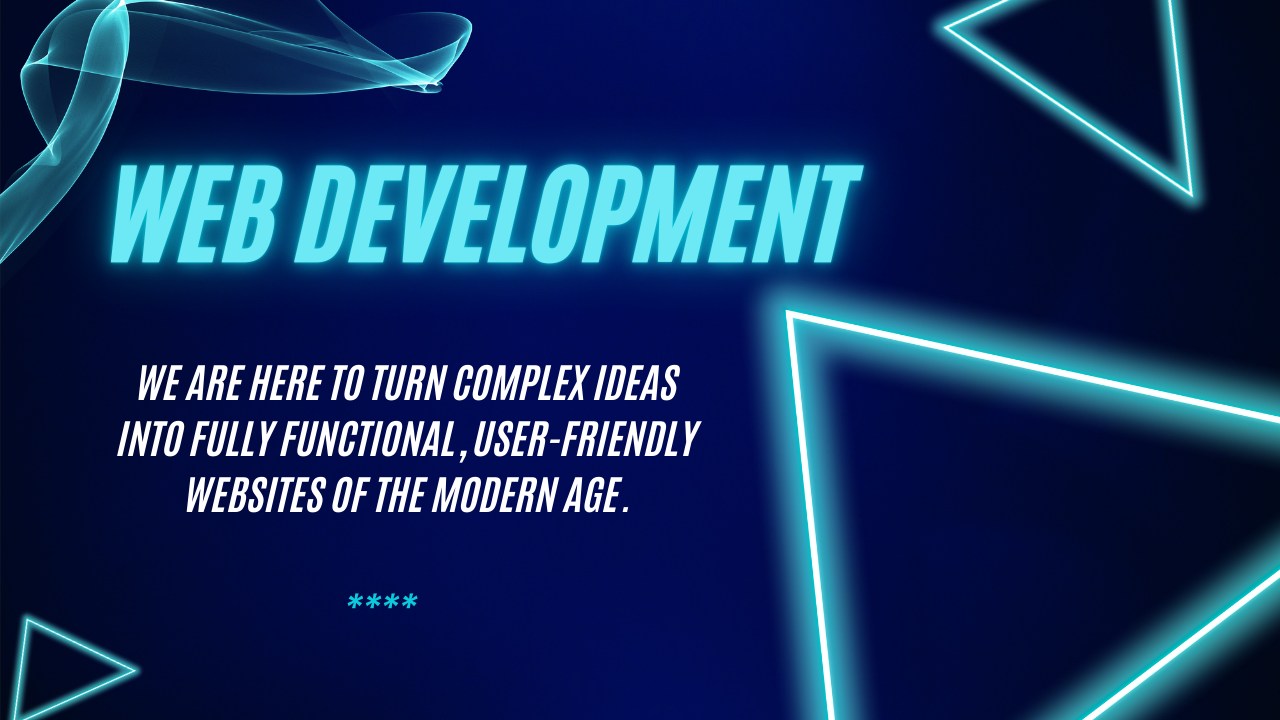 WEB DEVELOPMENT
WE ARE HERE TO TURN COMPLEX IDEAS
INTO FULLY FUNCTIONAL, USER-FRIENDLY
WEBSITES OF THE MODERN AGE.
****